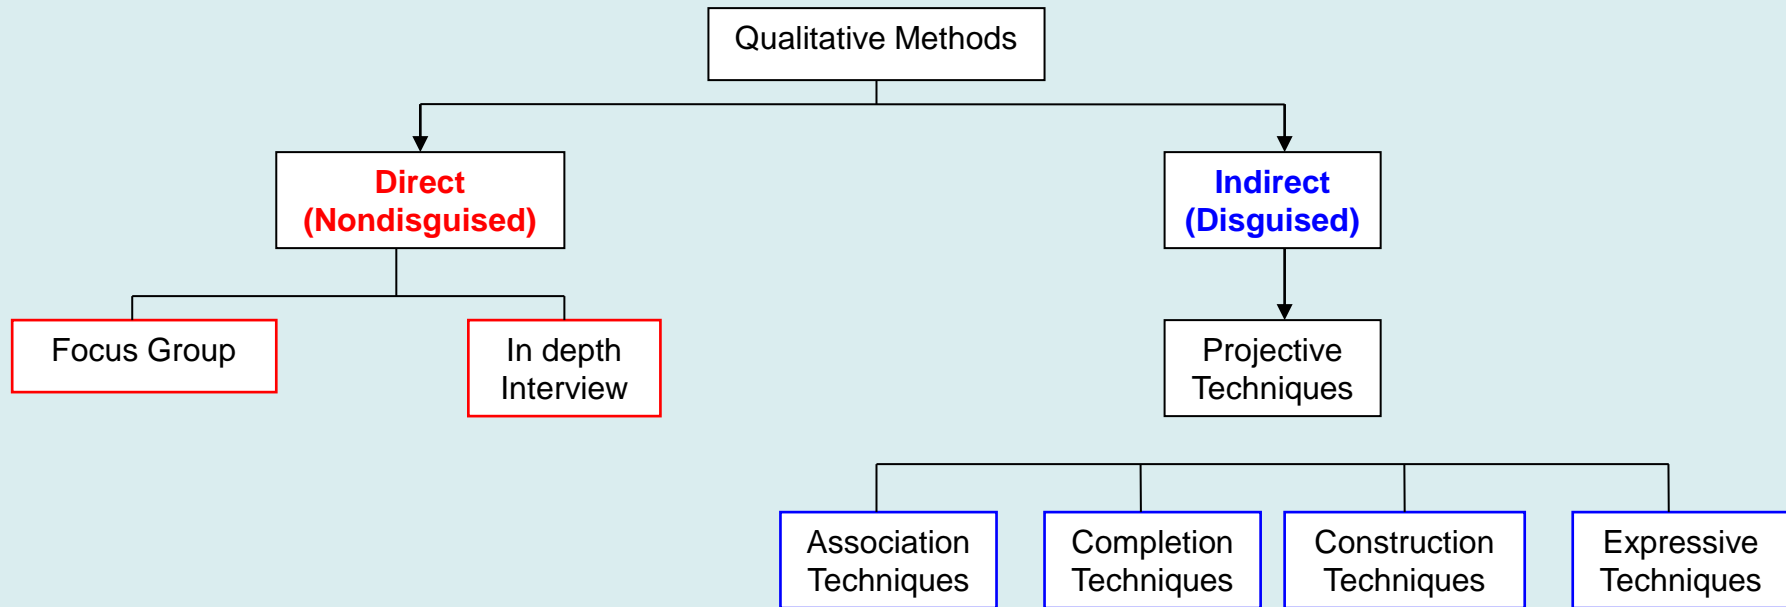 Qualitative Methods
Direct
(Nondisguised)
Indirect
(Disguised)
Focus Group
In depth
Interview
Projective
Techniques
Association
Techniques
Completion
Techniques
Construction
Techniques
Expressive
Techniques